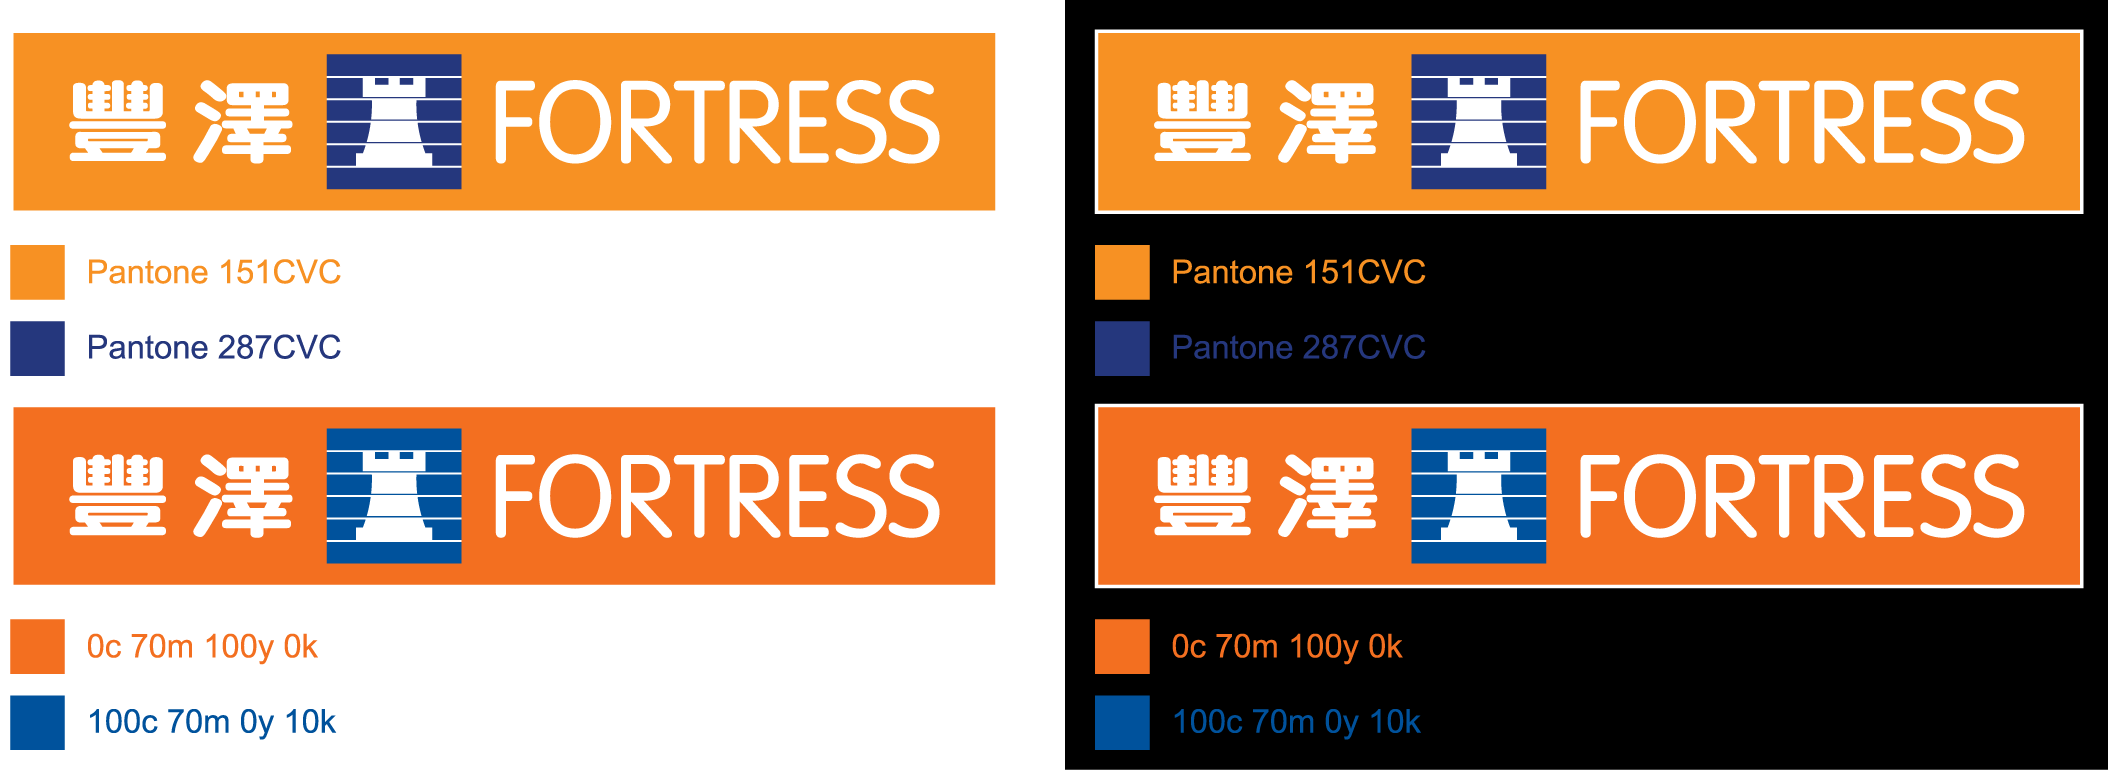 豐澤 FORTRESS
Pantone 151CVC
Pantone 287CVC
豐澤 FORTRESS
0c 70m 100y 0k
100c 70m 0y 10k
豐澤 FORTRESS
Pantone 151CVC
Pantone 287CVC
豐澤 FORTRESS
0c 70m 100y 0k
100c 70m 0y 10k